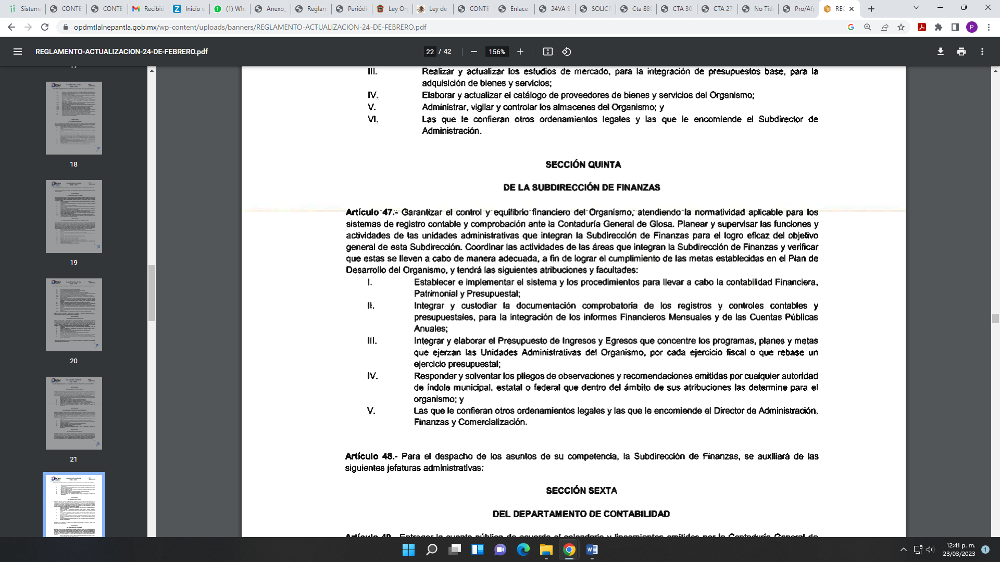 Sistema
CONTE
CONTE
Recibid
Inicio d
(1) Wha
Anexo_
Reglam
Periódi
Ley Org
Ley de
CONTE
Enlace
24VA S
SOLICI
Cta 889
CTA 30
CTA 27
No Titl
Pro/Af
REG
opdmtlalnepantla.gob.mx/wp-content/uploads/banners/REGLAMENTO-ACTUALIZACION-24-DE-FEBRERO.pdf
P
REGLAMENTO-ACTUALIZACION-24-DE-FEBRERO.pdf
22 / 42
156%
17
18
19
20
21
III. Realizar y actualizar los estudios de mercado, para la integración de presupuestos base, para la
adquisición de bienes y servicios;
IV. Elaborar y actualizar el catálogo de proveedores de bienes y servicios del Organismo;
V. Administrar, vigilar y controlar los almacenes del Organismo; y
VI. Las que le confieran otros ordenamientos legales y las que le encomiende el Subdirector de
Administración.
SECCIÓN QUINTA
DE LA SUBDIRECCIÓN DE FINANZAS
Artículo 47.- Garantizar el control y equilibrio financiero del Organismo, atendiendo la normatividad aplicable para los
sistemas de registro contable y comprobación ante la Contaduría General de Glosa. Planear y supervisar las funciones y
actividades de las unidades administrativas que integran la Subdirección de Finanzas para el logro eficaz del objetivo
general de esta Subdirección. Coordinar las actividades de las áreas que integran la Subdirección de Finanzas y verificar
que estas se lleven a cabo de manera adecuada, a fin de lograr el cumplimiento de las metas establecidas en el Plan de
Desarrollo del Organismo, y tendrá las siguientes atribuciones y facultades:
I. Establecer e implementar el sistema y los procedimientos para llevar a cabo la contabilidad Financiera,
Patrimonial y Presupuestal;
II. Integrar y custodiar la documentación comprobatoria de los registros y controles contables y
presupuestales, para la integración de los informes Financieros Mensuales y de las Cuentas Públicas
Anuales;
III. Integrar y elaborar el Presupuesto de Ingresos y Egresos que concentre los programas, planes y metas
que ejerzan las Unidades Administrativas del Organismo, por cada ejercicio fiscal o que rebase un
ejercicio presupuestal;
IV. Responder y solventar los pliegos de observaciones y recomendaciones emitidas por cualquier autoridad
de índole municipal, estatal o federal que dentro del ámbito de sus atribuciones las determine para el
organismo; y
V. Las que le confieran otros ordenamientos legales y las que le encomiende el Director de Administración,
Finanzas y Comercialización.
Artículo 48.- Para el despacho de los asuntos de su competencia, la Subdirección de Finanzas, se auxiliará de las
siguientes jefaturas administrativas:
SECCIÓN SEXTA
DEL DEPARTAMENTO DE CONTABILIDAD
Artículo 49.- Entregar la cuenta pública de acuerdo al calendario y lineamientos emitidos por la Contaduría General de
12:41 p. m.
23/03/2023
1